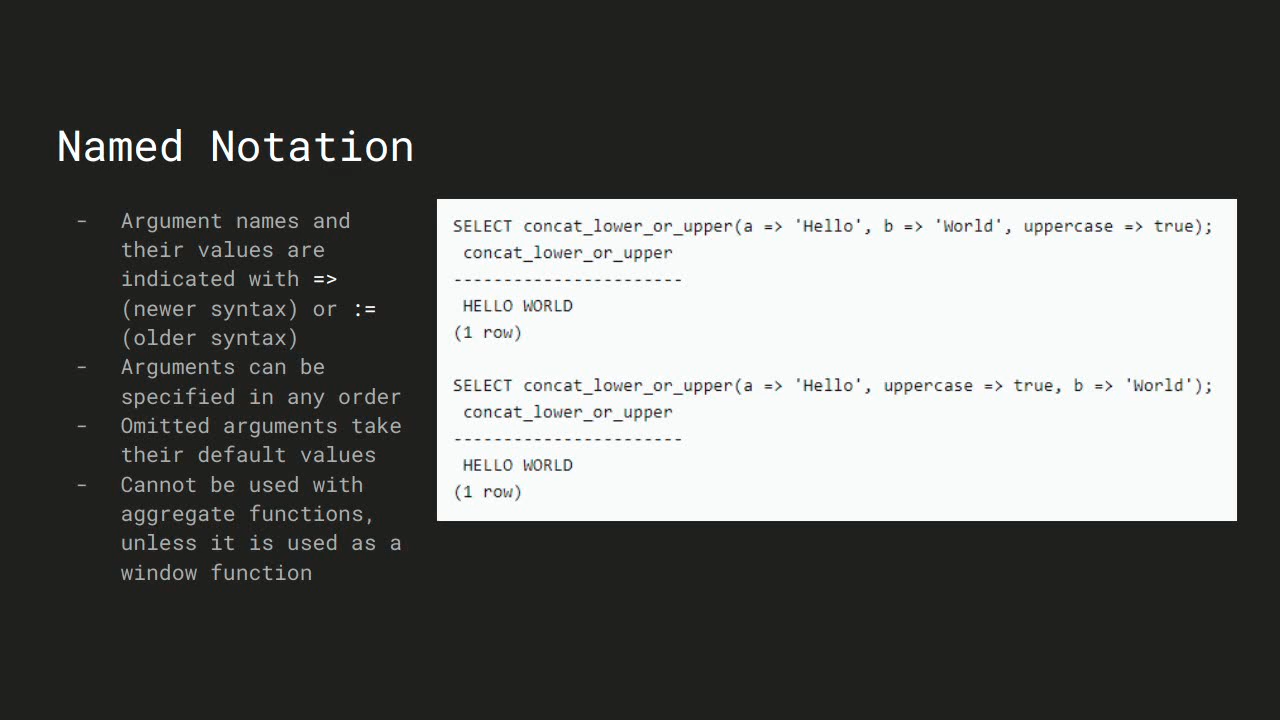 Named Notation
- Argument names and
their values are
indicated with =>
(newer syntax) or :=
(older syntax)
- Arguments can be
specified in any order
- Omitted arguments take
their default values
- Cannot be used with
aggregate functions,
unless it is used as a
window function
SELECT concat_lower_or_upper(a => 'Hello', b => 'World', uppercase => true);
concat_lower_or_upper
-----------------------
HELLO WORLD
(1 row)
SELECT concat_lower_or_upper(a => 'Hello', uppercase => true, b => 'World');
concat_lower_or_upper
-----------------------
HELLO WORLD
(1 row)